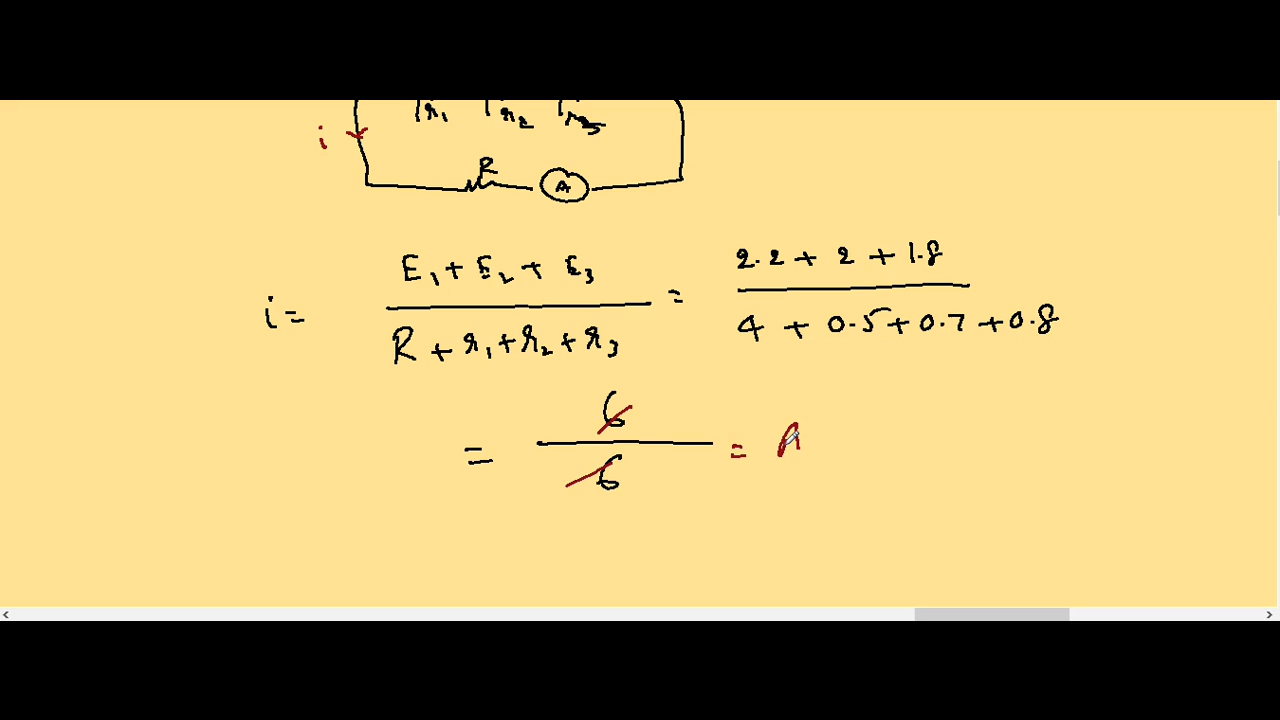 r₁ r₂ r₃
i
R A
i = E₁ + E₂ + E₃ / R + r₁ + r₂ + r₃ = 2.2 + 2 + 1.8 / 4 + 0.5 + 0.7 + 0.8
= 6 / 6 = A